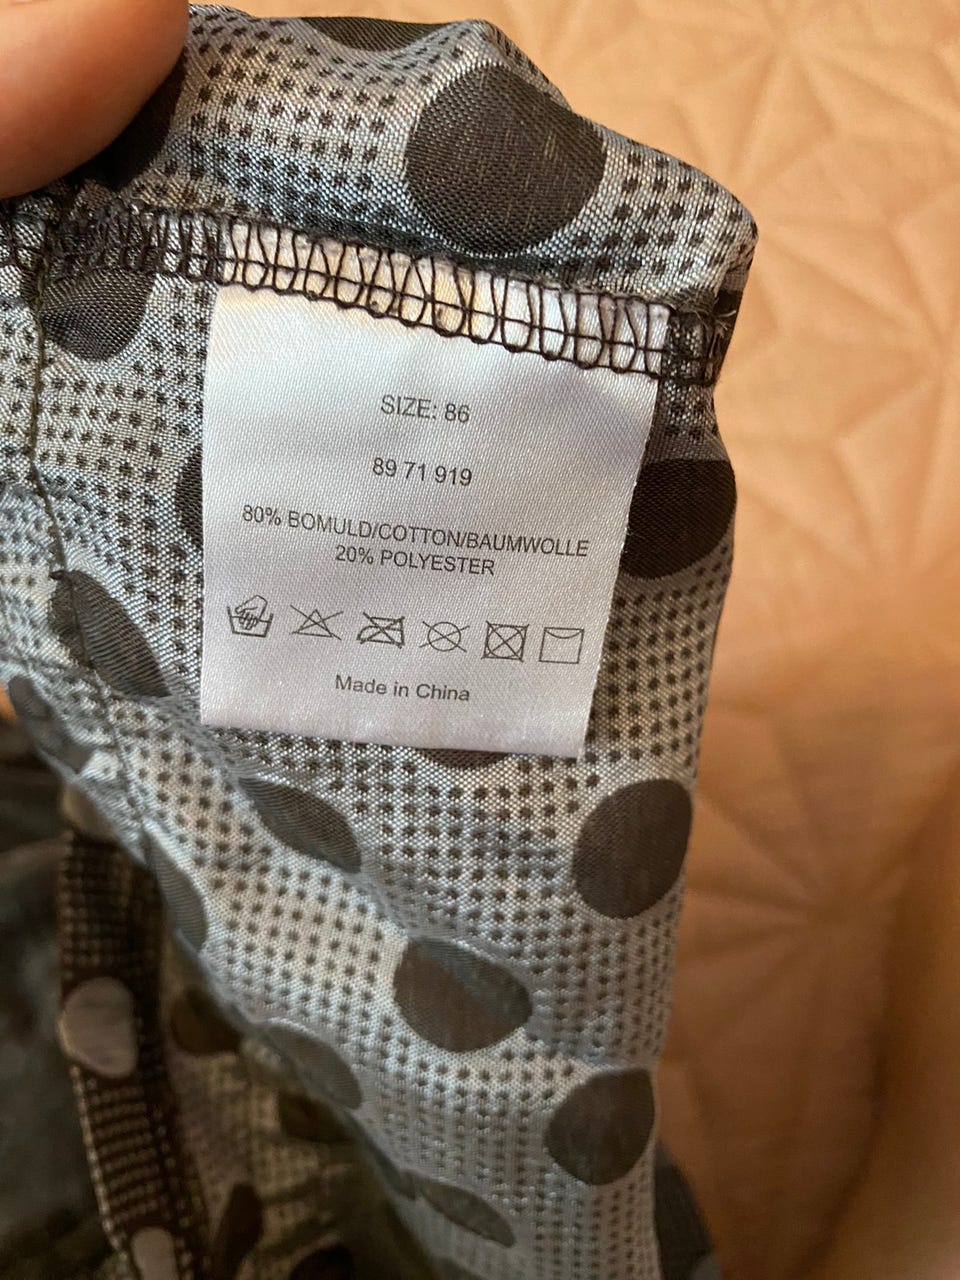 SIZE: 86
89 71 919
80% BOMULD/COTTON/BAUMWOLLE
20% POLYESTER
Made in China